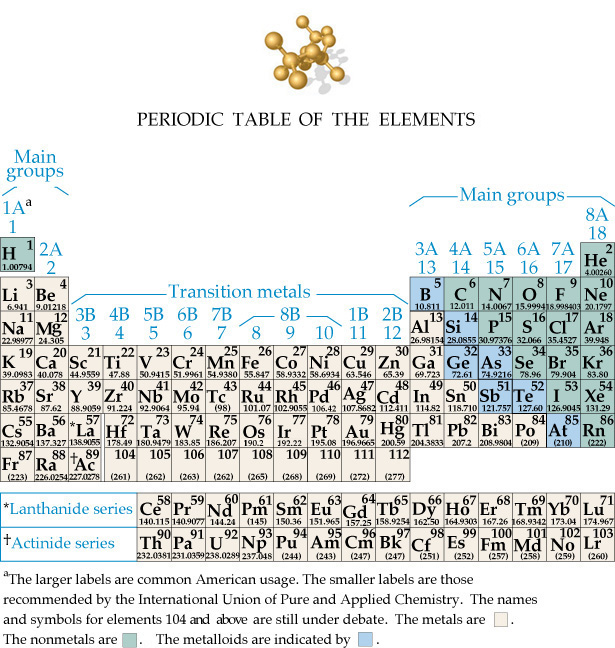 PERIODIC TABLE OF THE ELEMENTS
Main
groups
Main groups
1Aᵃ
1
8A
18
H 1
1.00794
2A
2
3A 4A 5A 6A 7A
13 14 15 16 17
He 2
4.00260
Li 3
6.941
Be 4
9.01218
Transition metals
B 5
10.811
C 6
12.011
N 7
14.0067
O 8
15.9994
F 9
18.998403
Ne 10
20.1797
Na 11
22.98977
Mg 12
24.305
3B 4B 5B 6B 7B 8B 1B 2B
3 4 5 6 7 8 9 10 11 12
Al 13
26.98154
Si 14
28.0855
P 15
30.97376
S 16
32.066
Cl 17
35.4527
Ar 18
39.948
K 19
39.0983
Ca 20
40.078
Sc 21
44.9559
Ti 22
47.88
V 23
50.9415
Cr 24
51.9961
Mn 25
54.9380
Fe 26
55.847
Co 27
58.9332
Ni 28
58.6934
Cu 29
63.546
Zn 30
65.39
Ga 31
69.723
Ge 32
72.61
As 33
74.9216
Se 34
78.96
Br 35
79.904
Kr 36
83.80
Rb 37
85.4678
Sr 38
87.62
Y 39
88.9059
Zr 40
91.224
Nb 41
92.9064
Mo 42
95.94
Tc 43
(98)
Ru 44
101.07
Rh 45
102.9055
Pd 46
106.42
Ag 47
107.8682
Cd 48
112.411
In 49
114.82
Sn 50
118.710
Sb 51
121.757
Te 52
127.60
I 53
126.9045
Xe 54
131.29
Cs 55
132.9054
Ba 56
137.327
*La 57
138.9055
Hf 72
178.49
Ta 73
180.9479
W 74
183.85
Re 75
186.207
Os 76
190.2
Ir 77
192.22
Pt 78
195.08
Au 79
196.9665
Hg 80
200.59
Tl 81
204.3833
Pb 82
207.2
Bi 83
208.9804
Po 84
(209)
At 85
(210)
Rn 86
(222)
Fr 87
(223)
Ra 88
226.0254
†Ac 89
227.0278
104
(261)
105
(262)
106
(263)
107
(262)
108
(265)
109
(268)
110
(269)
111
(272)
112
(277)
*Lanthanide series
Ce 58
140.115
Pr 59
140.9077
Nd 60
144.24
Pm 61
(145)
Sm 62
150.36
Eu 63
151.965
Gd 64
157.25
Tb 65
158.9254
Dy 66
162.50
Ho 67
164.9303
Er 68
167.26
Tm 69
168.9342
Yb 70
173.04
Lu 71
174.967
†Actinide series
Th 90
232.0381
Pa 91
231.0359
U 92
238.0289
Np 93
237.048
Pu 94
(244)
Am 95
(243)
Cm 96
(247)
Bk 97
(247)
Cf 98
(251)
Es 99
(252)
Fm 100
(257)
Md 101
(258)
No 102
(259)
Lr 103
(260)
ᵃThe larger labels are common American usage. The smaller labels are those
recommended by the International Union of Pure and Applied Chemistry. The names
and symbols for elements 104 and above are still under debate. The metals are .
The nonmetals are . The metalloids are indicated by .